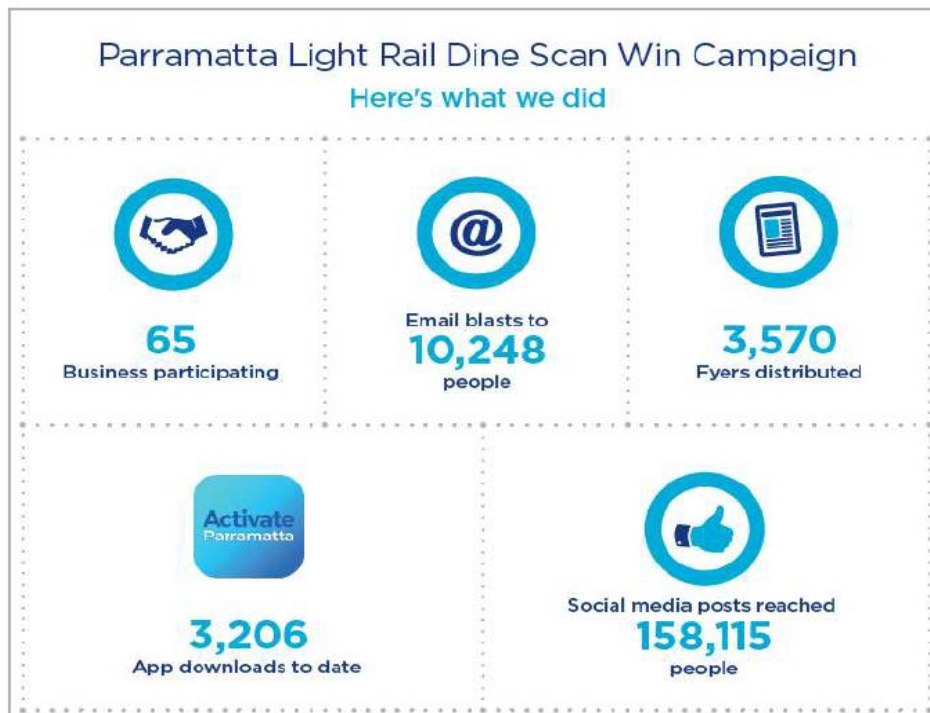 Parramatta Light Rail Dine Scan Win Campaign
Here's what we did
65
Business participating
@
Email blasts to
10,248
people
3,570
Fyers distributed
Activate
Parramatta
3,206
App downloads to date
Social media posts reached
158,115
people